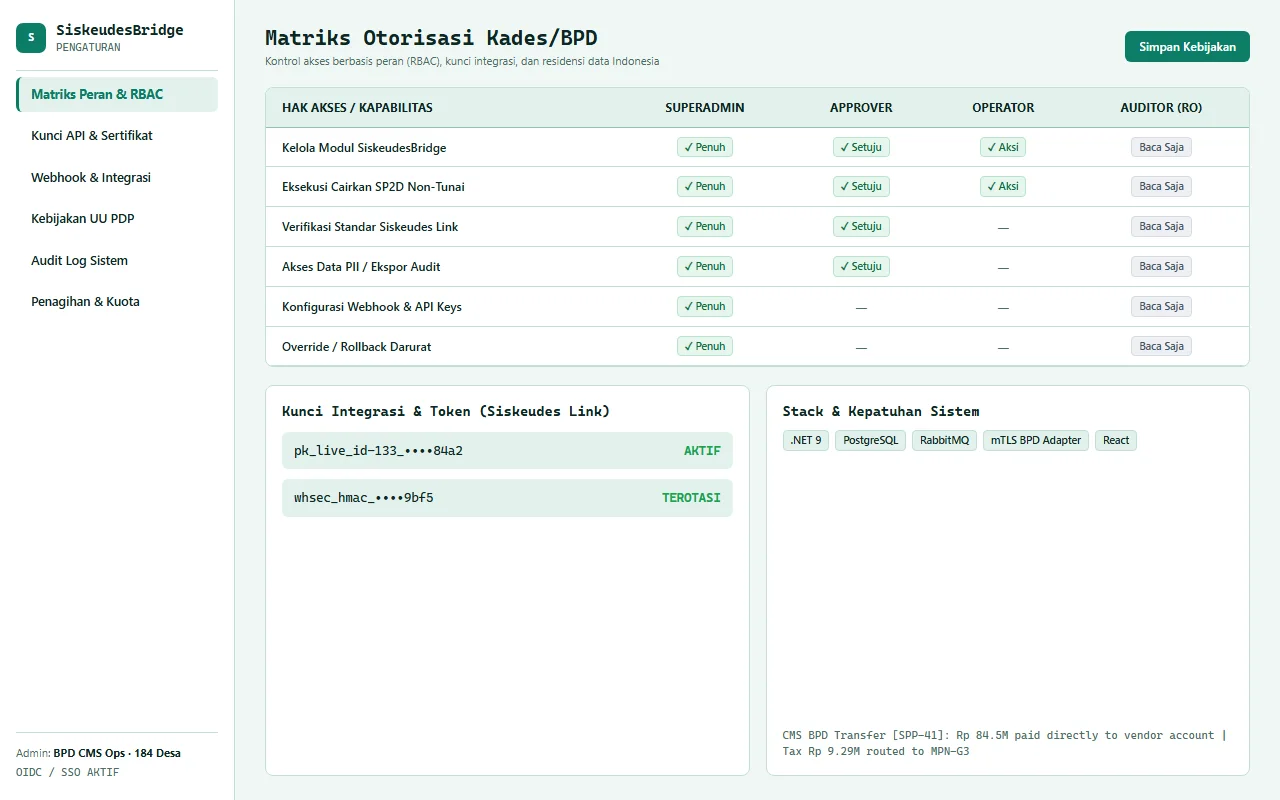 S
SiskeudesBridge
PENGATURAN
Matriks Peran & RBAC
Kunci API & Sertifikat
Webhook & Integrasi
Kebijakan UU PDP
Audit Log Sistem
Penagihan & Kuota
Admin: BPD CMS Ops · 184 Desa
OIDC / SSO AKTIF
Matriks Otorisasi Kades/BPD
Kontrol akses berbasis peran (RBAC), kunci integrasi, dan residensi data Indonesia
Simpan Kebijakan
HAK AKSES / KAPABILITAS SUPERADMIN APPROVER OPERATOR AUDITOR (RO)
Kelola Modul SiskeudesBridge ✓ Penuh ✓ Setuju ✓ Aksi Baca Saja
Eksekusi Cairkan SP2D Non-Tunai ✓ Penuh ✓ Setuju ✓ Aksi Baca Saja
Verifikasi Standar Siskeudes Link ✓ Penuh ✓ Setuju — Baca Saja
Akses Data PII / Ekspor Audit ✓ Penuh ✓ Setuju — Baca Saja
Konfigurasi Webhook & API Keys ✓ Penuh — — Baca Saja
Override / Rollback Darurat ✓ Penuh — — Baca Saja
Kunci Integrasi & Token (Siskeudes Link)
pk_live_id-133_••••84a2 AKTIF
whsec_hmac_••••9bf5 TEROTASI
Stack & Kepatuhan Sistem
.NET 9 PostgreSQL RabbitMQ mTLS BPD Adapter React
CMS BPD Transfer [SPP-41]: Rp 84.5M paid directly to vendor account |
Tax Rp 9.29M routed to MPN-G3